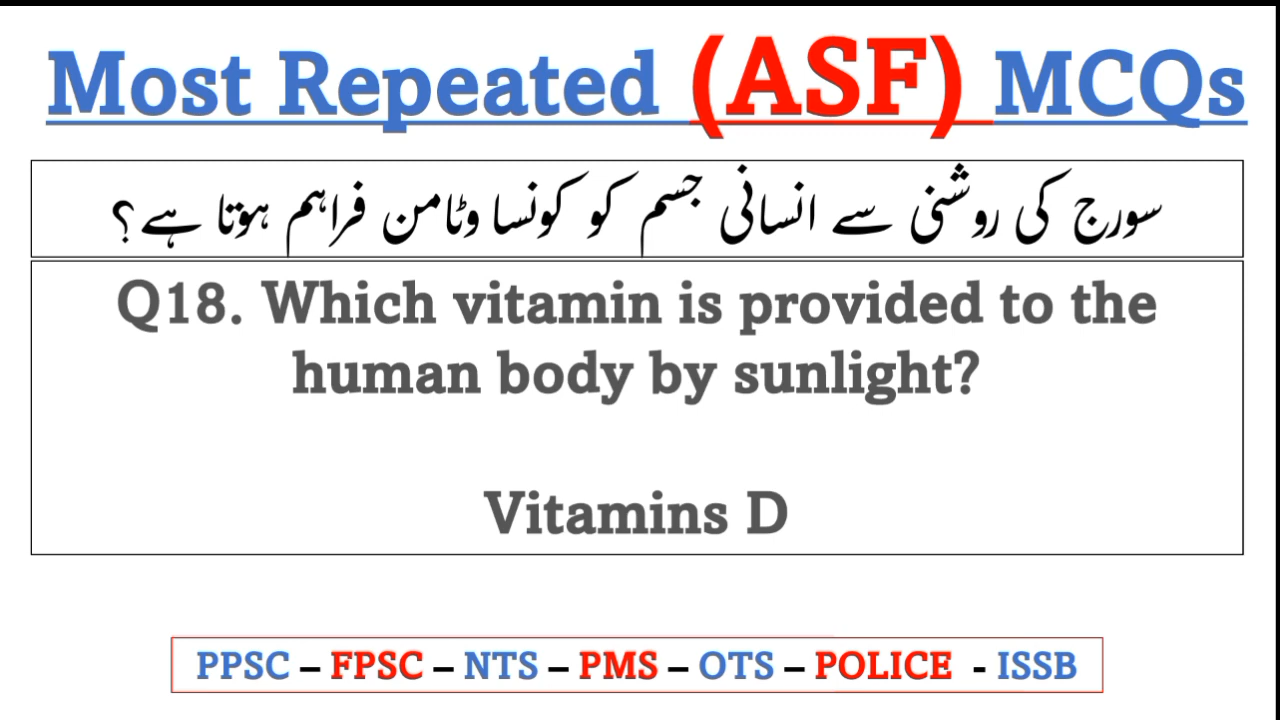 Most Repeated (ASF) MCQs
سورج کی روشنی سے انسانی جسم کو کونسا وٹامن فراہم ہوتا ہے؟
Q18. Which vitamin is provided to the
human body by sunlight?
Vitamins D
PPSC – FPSC – NTS – PMS – OTS – POLICE - ISSB